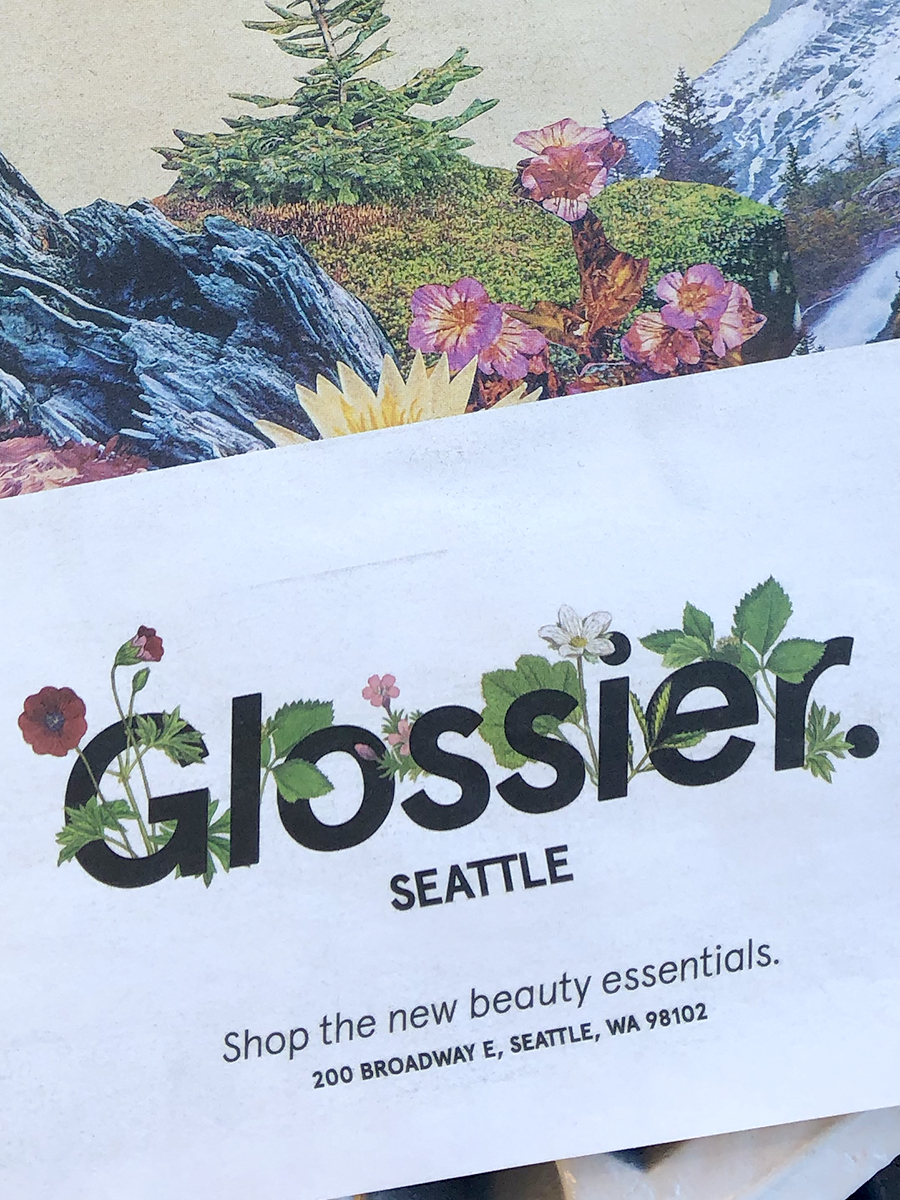 Glossier.
SEATTLE
Shop the new beauty essentials.
200 BROADWAY E, SEATTLE, WA 98102